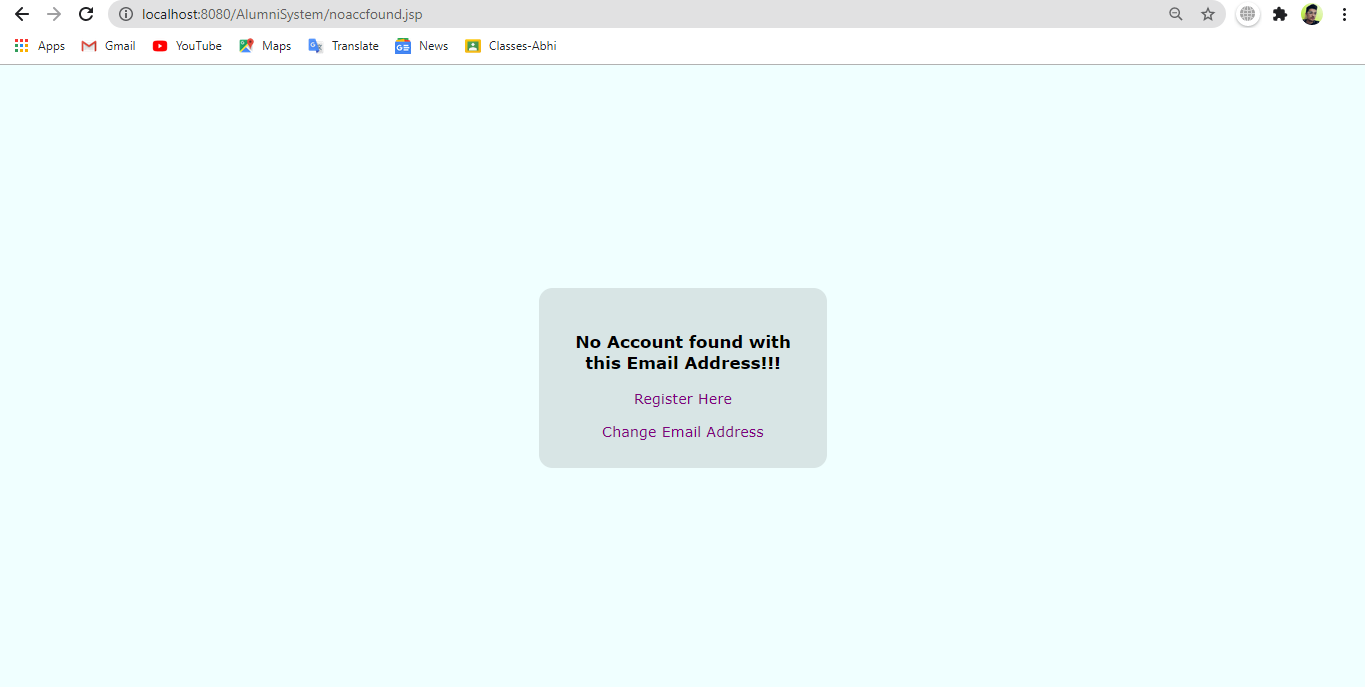 localhost:8080/AlumniSystem/noaccfound.jsp
Apps Gmail YouTube Maps Translate News Classes-Abhi
No Account found with
this Email Address!!!
Register Here
Change Email Address